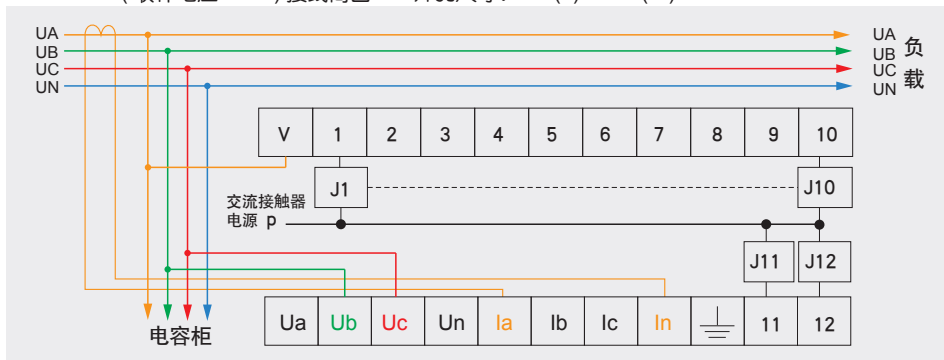 UA UA 负
UB UB
UC UC 载
UN UN
V 1 2 3 4 5 6 7 8 9 10
J1 J10
交流接触器
电源 p
J11 J12
Ua Ub Uc Un Ia Ib Ic In 11 12
电容柜